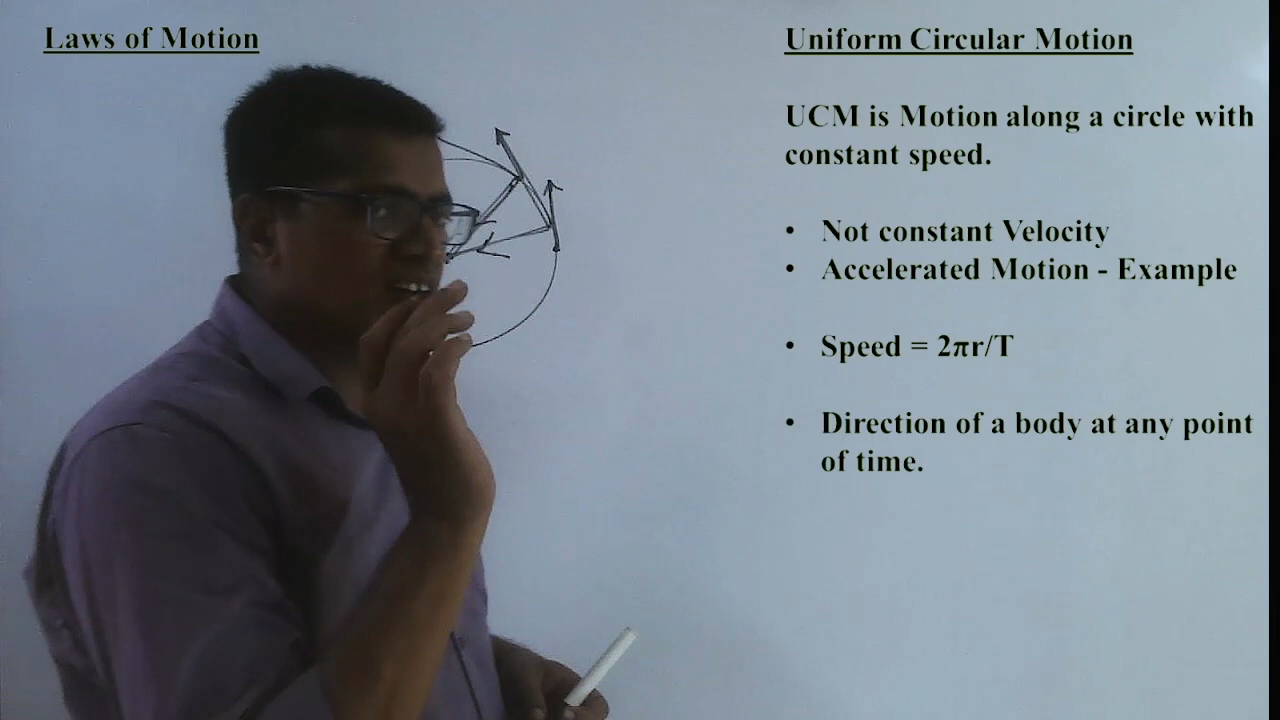 Laws of Motion
Uniform Circular Motion
UCM is Motion along a circle with
constant speed.
• Not constant Velocity
• Accelerated Motion - Example
• Speed = 2πr/T
• Direction of a body at any point
of time.